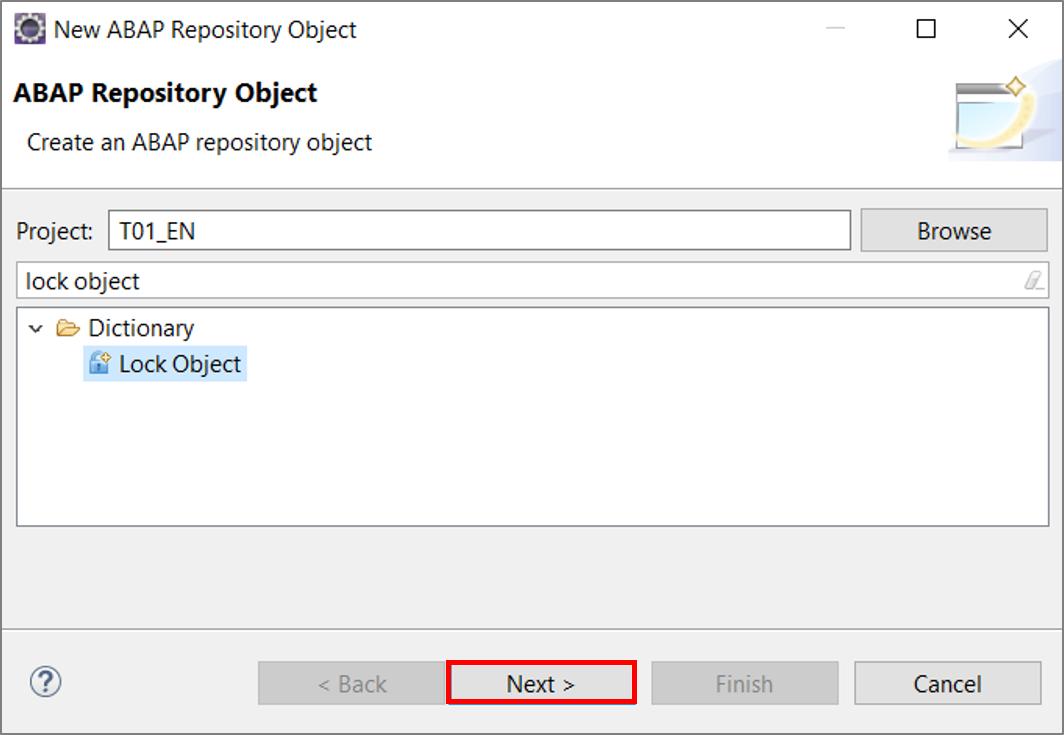 New ABAP Repository Object
ABAP Repository Object
Create an ABAP repository object
Project: T01_EN Browse
lock object
Dictionary
Lock Object
? < Back Next > Finish Cancel